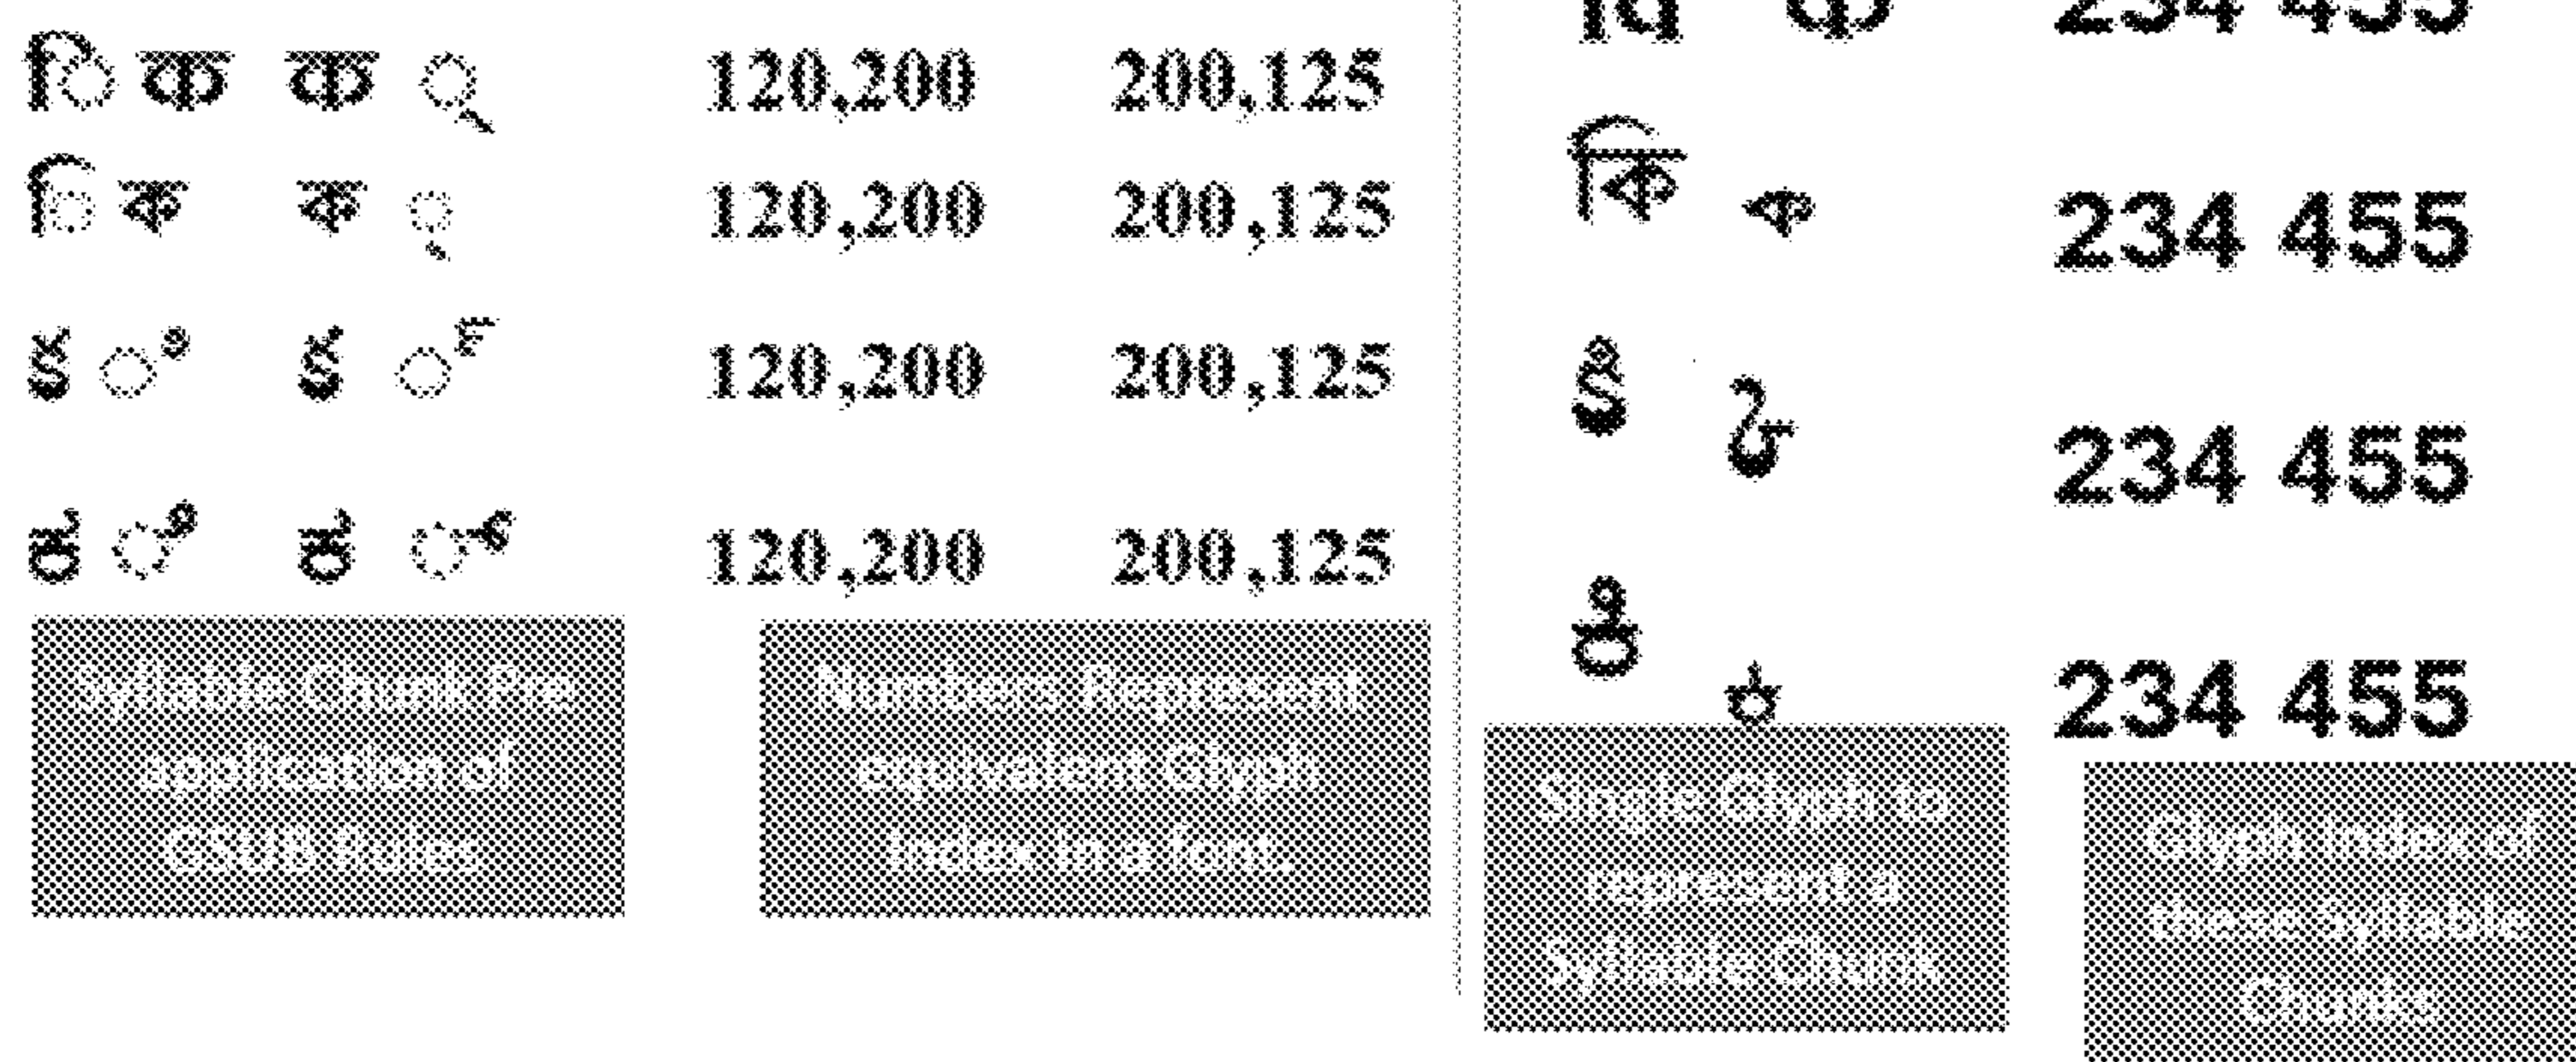 234 455
ि क क ् 120,200 200,125
ি ক ক ্ 120,200 200,125
কি ক্ 234 455
క ి క ్ 120,200 200,125
కి క్ 234 455
ಕ ಿ ಕ ್ 120,200 200,125
234 455
Syllable Chunk Pre
application of
GSUB Rules
Numbers Represent
equivalent Glyph
Index in a font.
Single Glyph to
represent a
Syllable Chunk
Glyph Index of
these Syllable
Chunks